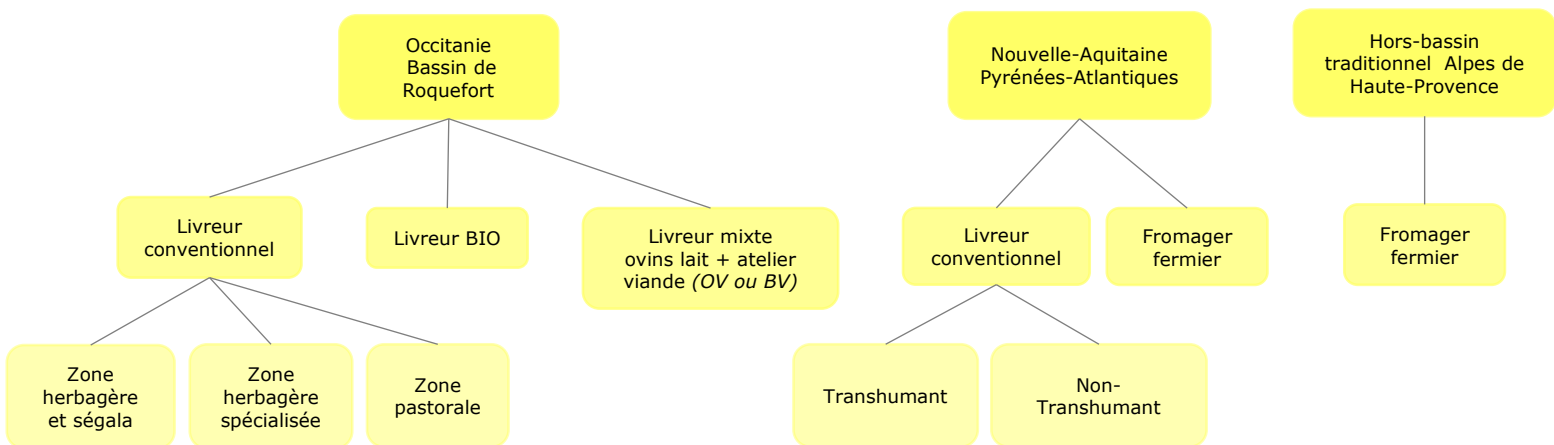 Occitanie
Bassin de
Roquefort
Nouvelle-Aquitaine
Pyrénées-Atlantiques
Hors-bassin
traditionnel Alpes de
Haute-Provence
Livreur
conventionnel
Livreur BIO
Livreur mixte
ovins lait + atelier
viande (OV ou BV)
Livreur
conventionnel
Fromager
fermier
Fromager
fermier
Zone
herbagère
et ségala
Zone
herbagère
spécialisée
Zone
pastorale
Transhumant
Non-
Transhumant